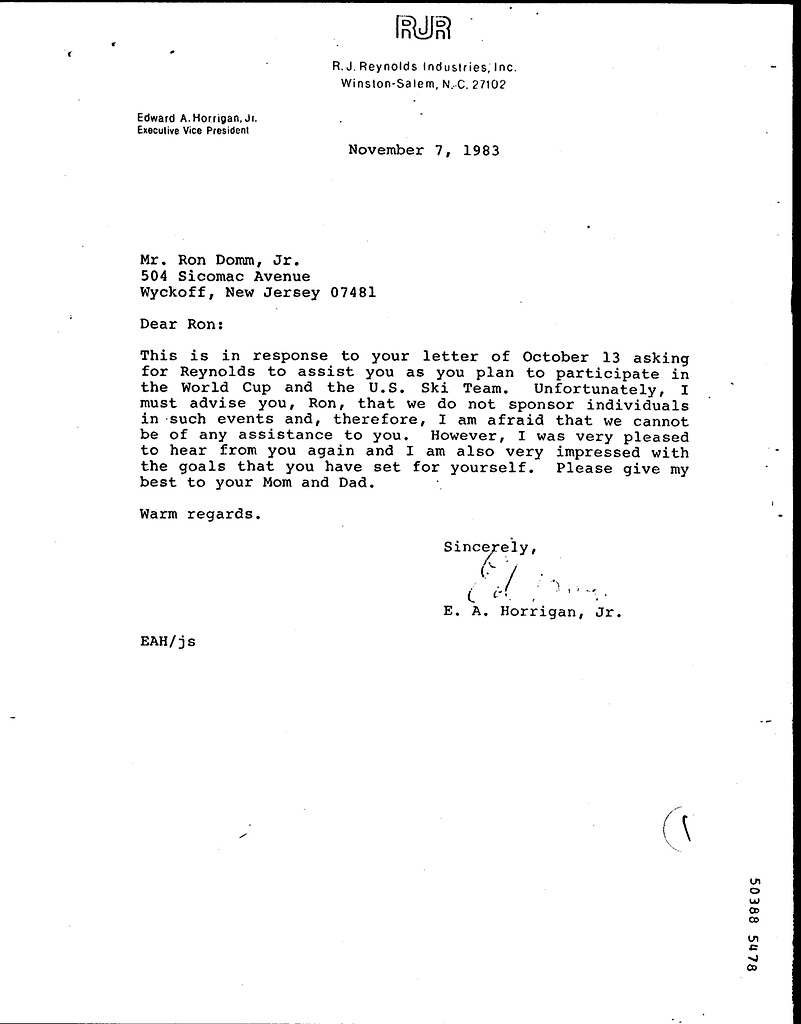 RJR
R.J. Reynolds Industries, Inc.
Winston-Salem, N.C. 27102
Edward A. Horrigan, Jr.
Executive Vice President
November 7, 1983
Mr. Ron Domm, Jr.
504 Sicomac Avenue
Wyckoff, New Jersey 07481
Dear Ron:
This is in response to your letter of October 13 asking
for Reynolds to assist you as you plan to participate in
the World Cup and the U.S. Ski Team. Unfortunately, I
must advise you, Ron, that we do not sponsor individuals
in such events and, therefore, I am afraid that we cannot
be of any assistance to you. However, I was very pleased
to hear from you again and I am also very impressed with
the goals that you have set for yourself. Please give my
best to your Mom and Dad.
Warm regards.
Sincerely,
Ed
E. A. Horrigan, Jr.
EAH/js
50388 5478